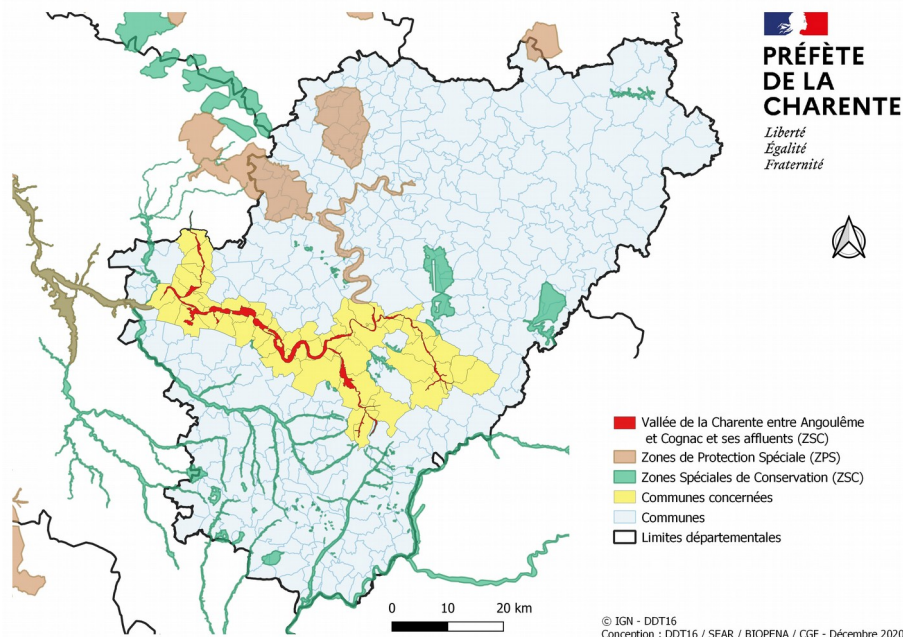 PRÉFÈTE
DE LA
CHARENTE
Liberté
Égalité
Fraternité
Vallée de la Charente entre Angoulême
et Cognac et ses affluents (ZSC)
Zones de Protection Spéciale (ZPS)
Zones Spéciales de Conservation (ZSC)
Communes concernées
Communes
Limites départementales
0 10 20 km
© IGN - DDT16
Conception : DDT16 / SEAR / BIOPENA / CGF - Décembre 2020